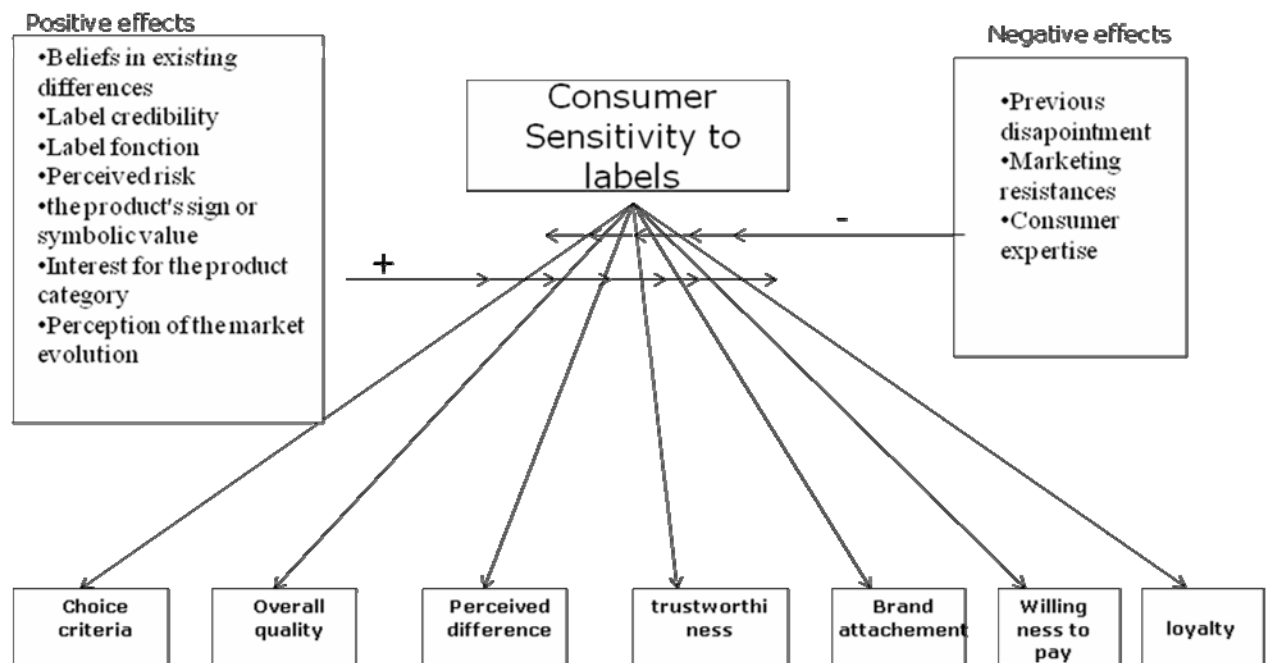 Positive effects
•Beliefs in existing
differences
•Label credibility
•Label fonction
•Perceived risk
•the product's sign or
symbolic value
•Interest for the product
category
•Perception of the market
evolution
Consumer
Sensitivity to
labels
Negative effects
•Previous
disapointment
•Marketing
resistances
•Consumer
expertise
-
+
Choice
criteria
Overall
quality
Perceived
difference
trustworthi
ness
Brand
attachement
Willing
ness to
pay
loyalty